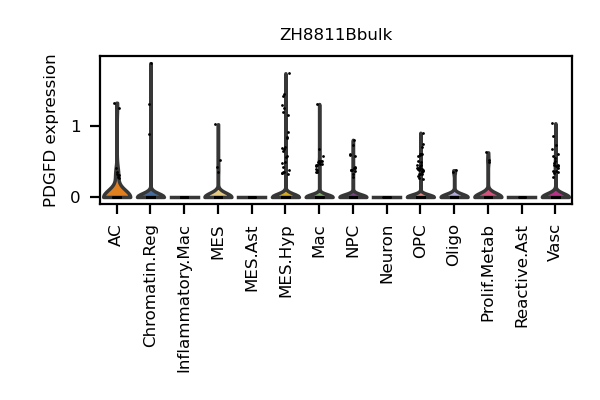 ZH8811Bbulk
PDGFD expression
1
0
AC
Chromatin.Reg
Inflammatory.Mac
MES
MES.Ast
MES.Hyp
Mac
NPC
Neuron
OPC
Oligo
Prolif.Metab
Reactive.Ast
Vasc